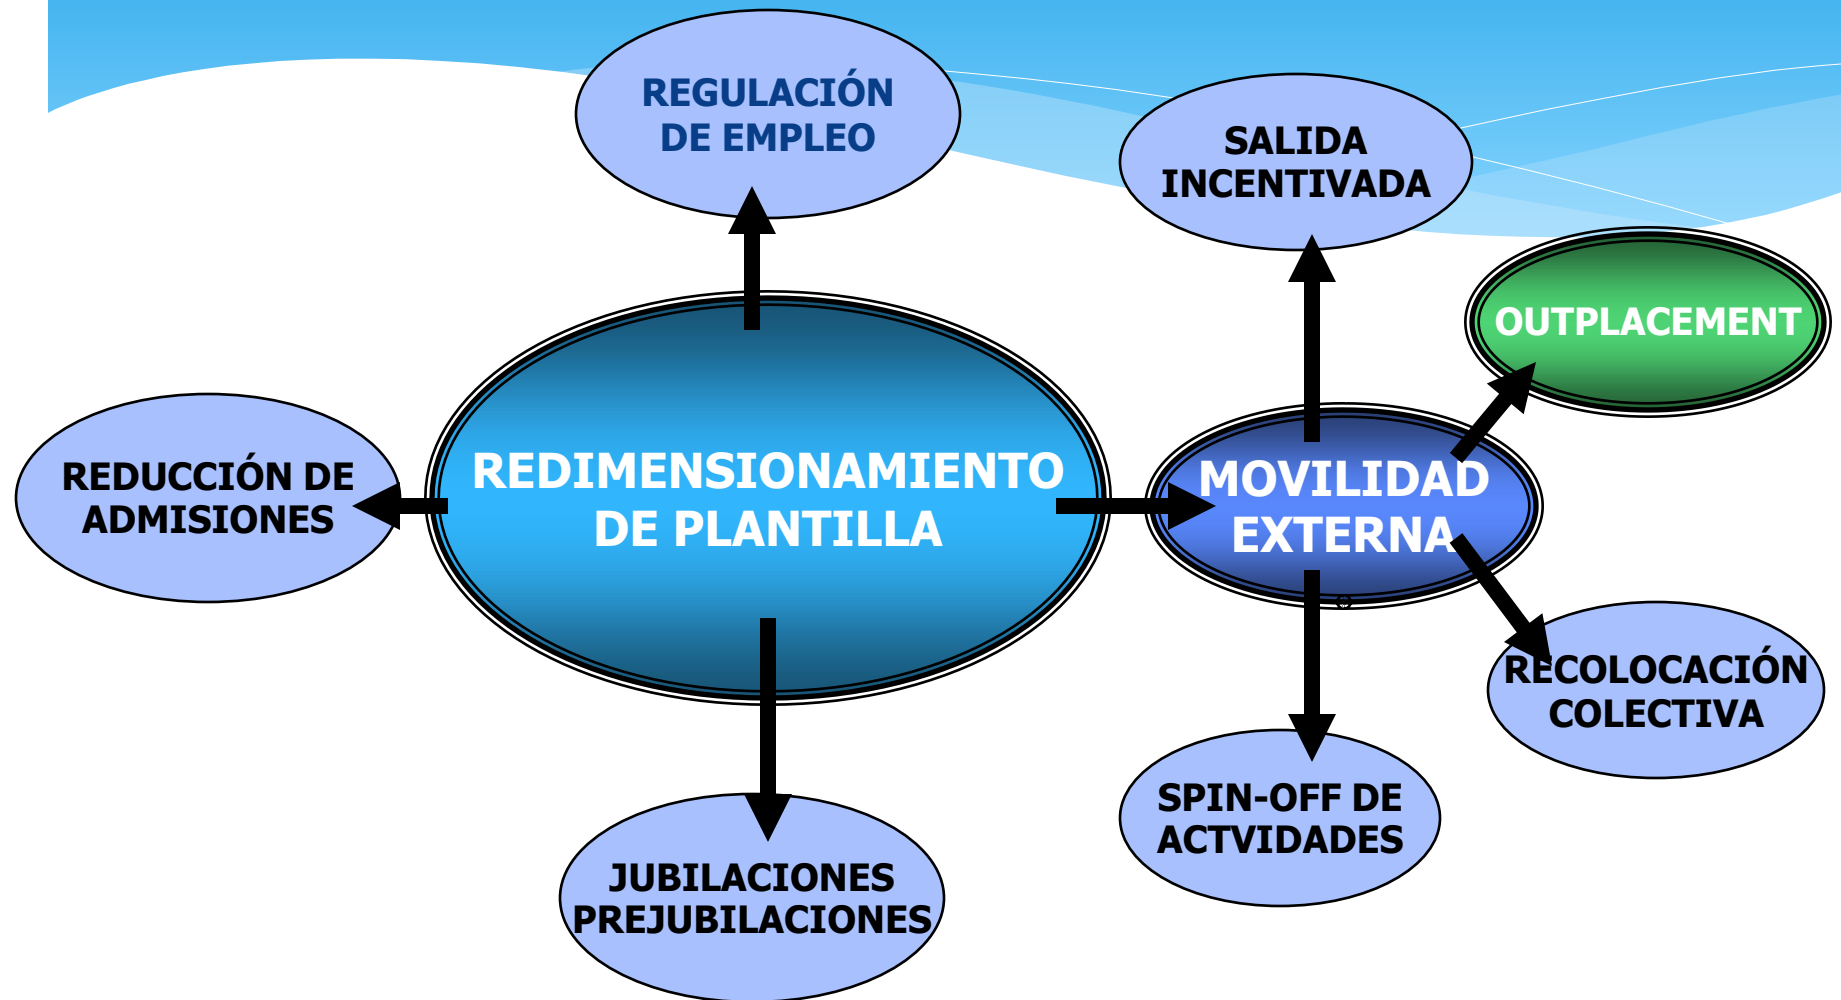 REGULACIÓN
DE EMPLEO
SALIDA
INCENTIVADA
OUTPLACEMENT
REDUCCIÓN DE
ADMISIONES
REDIMENSIONAMIENTO
DE PLANTILLA
MOVILIDAD
EXTERNA
RECOLOCACIÓN
COLECTIVA
SPIN-OFF DE
ACTVIDADES
JUBILACIONES
PREJUBILACIONES